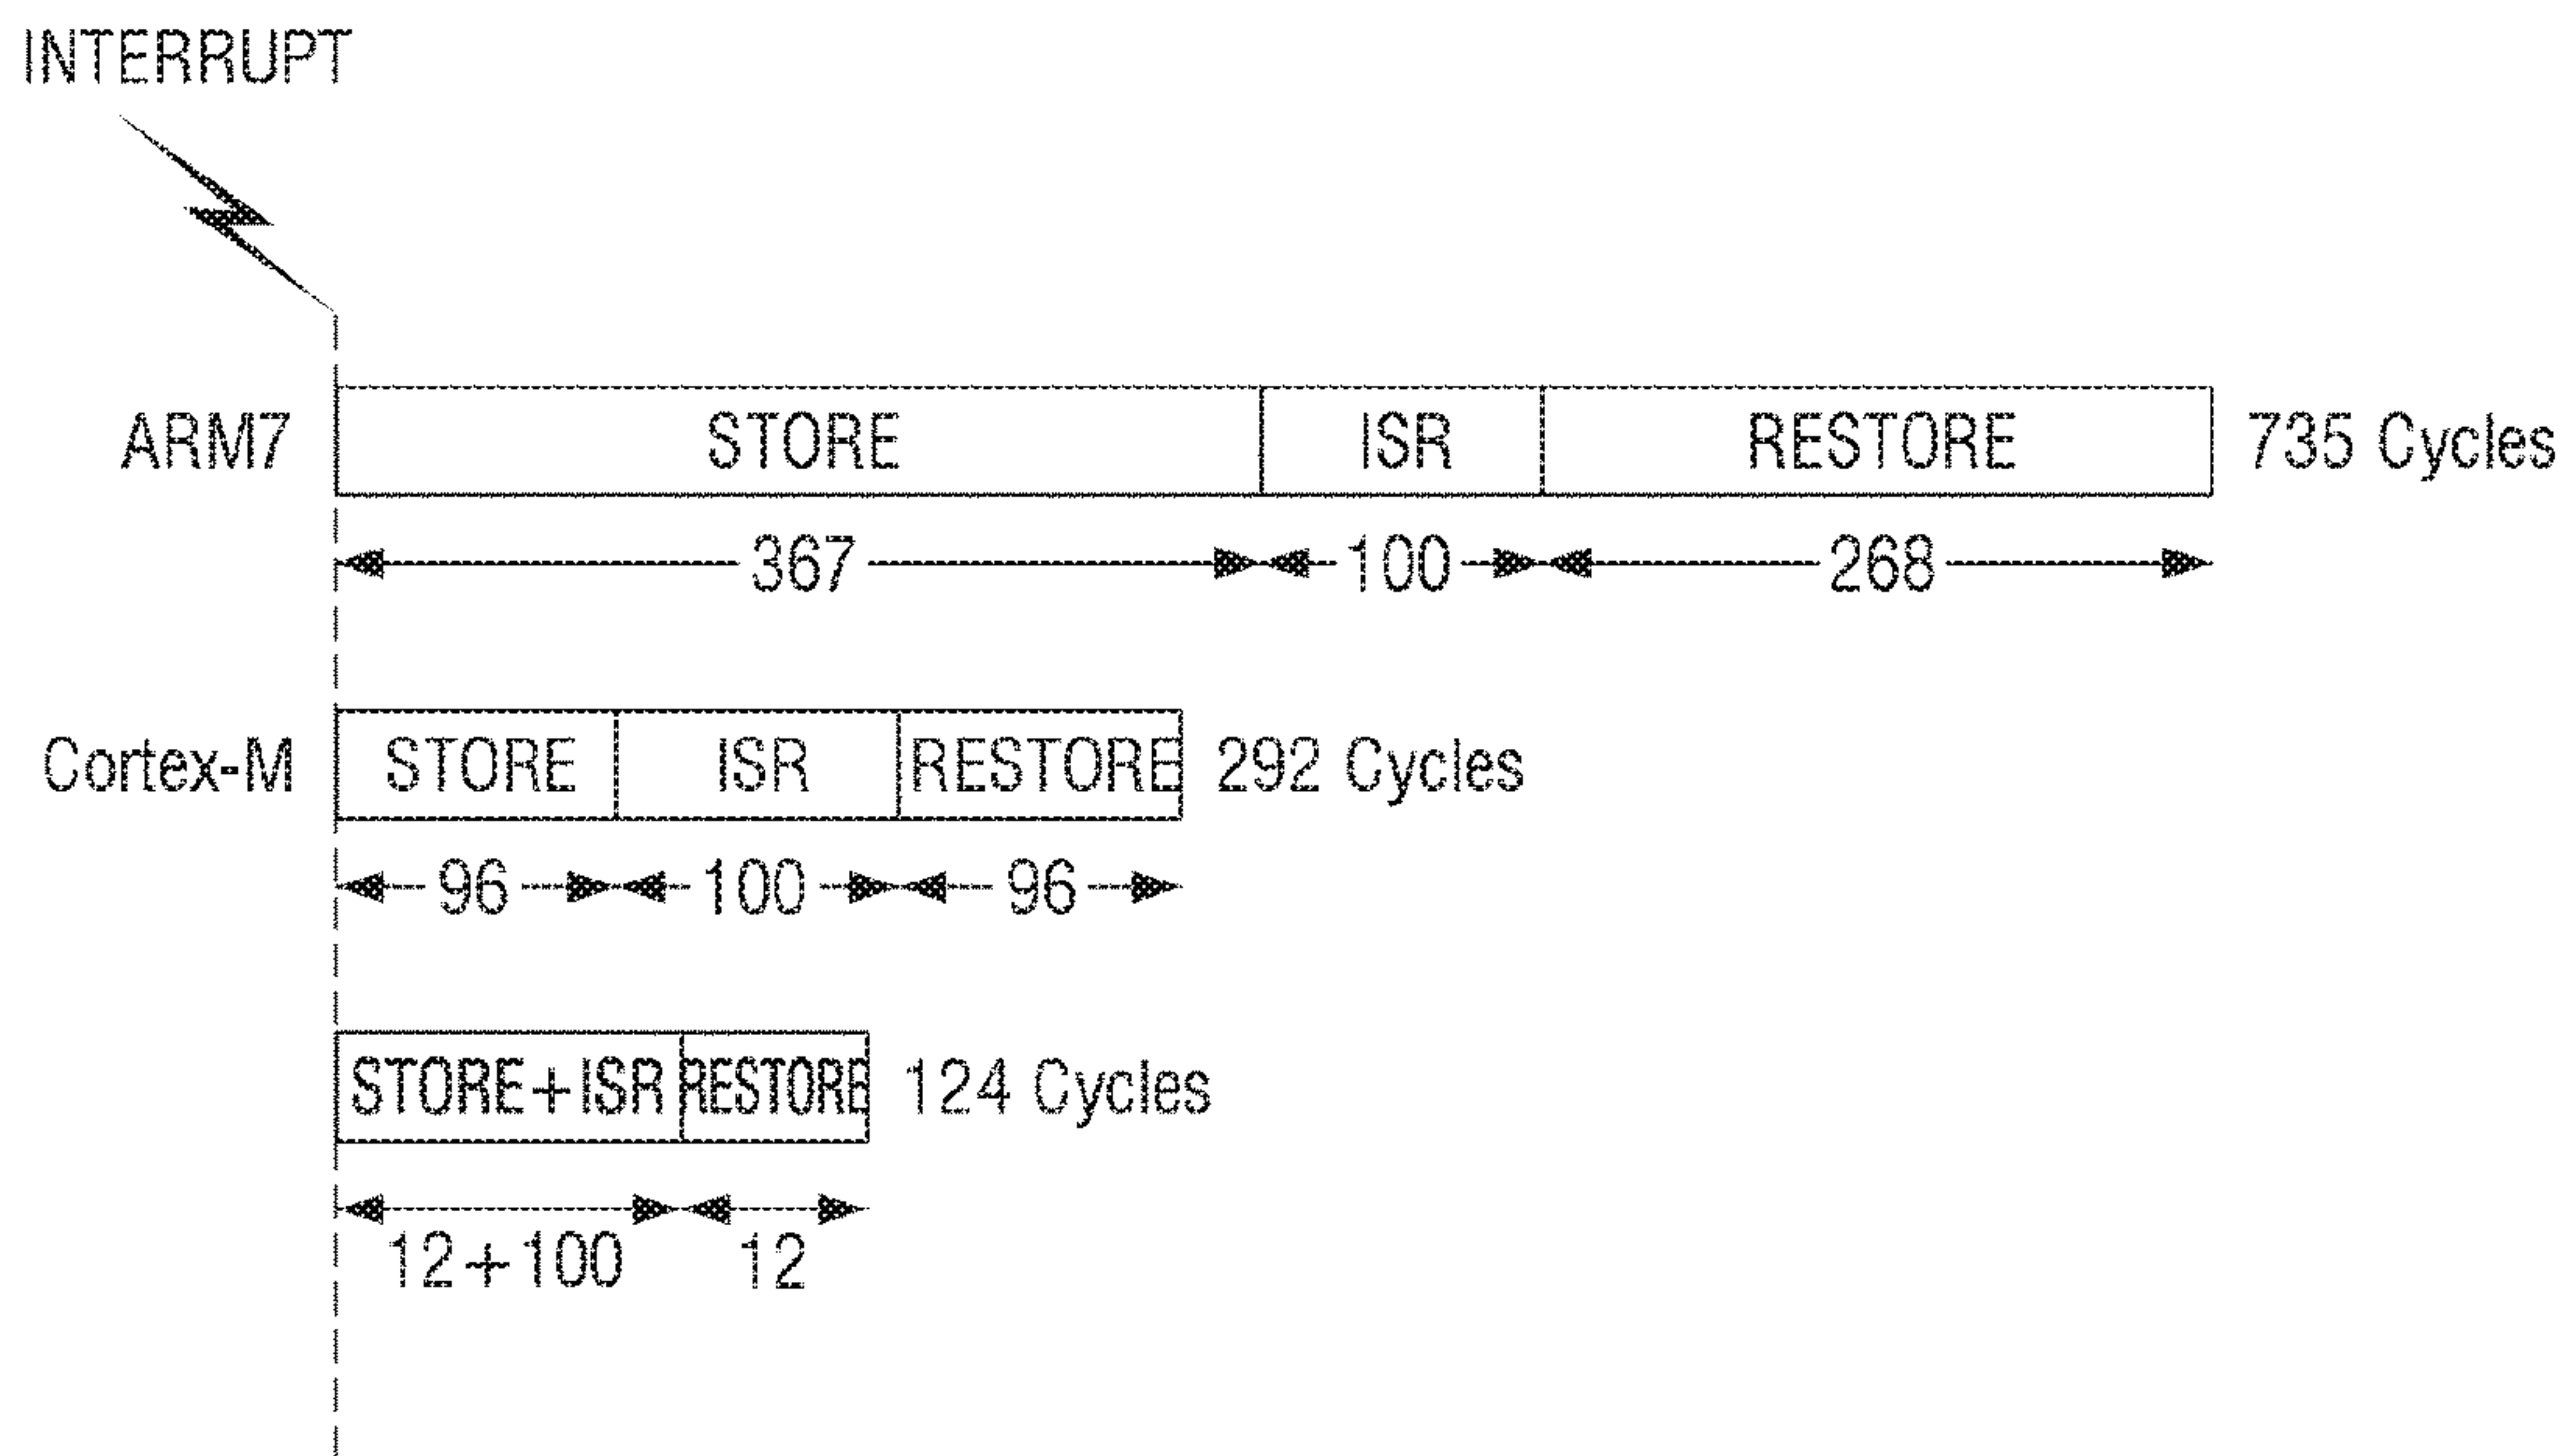 INTERRUPT
ARM7 STORE ISR RESTORE 735 Cycles
367 100 268
Cortex-M STORE ISR RESTORE 292 Cycles
96 100 96
STORE+ISR RESTORE 124 Cycles
12+100 12